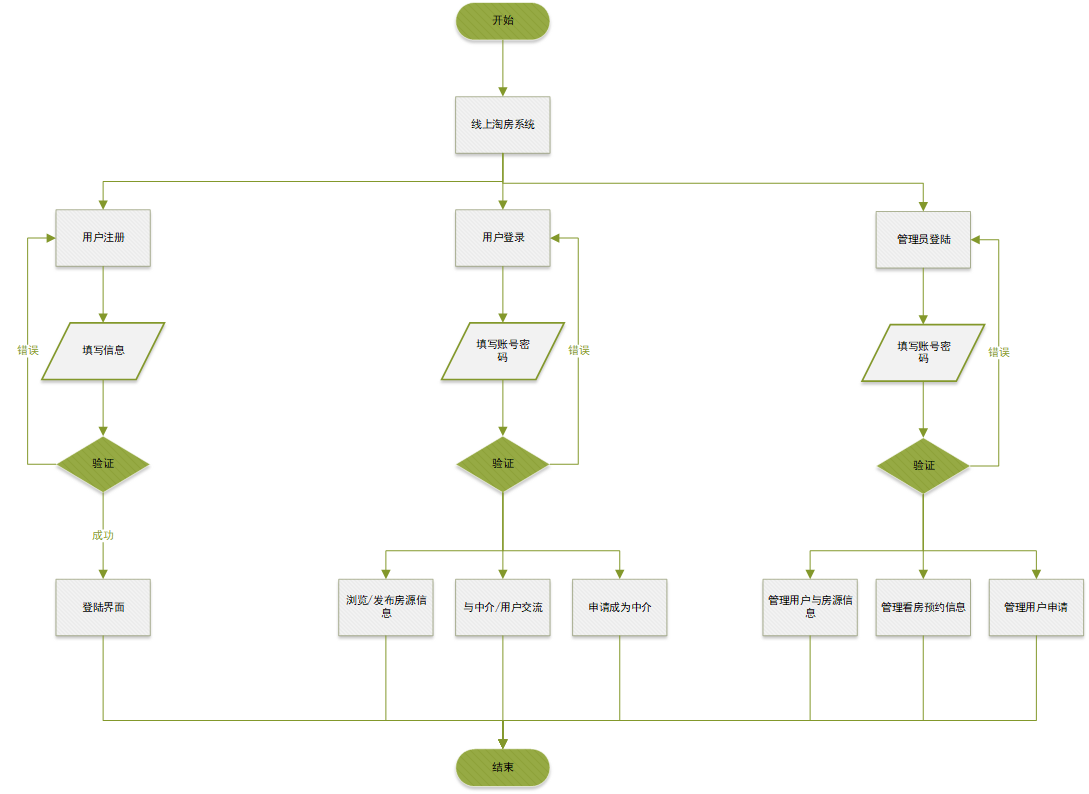 开始
线上淘房系统
用户注册
用户登录
管理员登陆
填写信息
填写账号密
码
填写账号密
码
错误
错误
错误
验证
验证
验证
成功
登陆界面
浏览/发布房源信
息
与中介/用户交流
申请成为中介
管理用户与房源信
息
管理看房预约信息
管理用户申请
结束